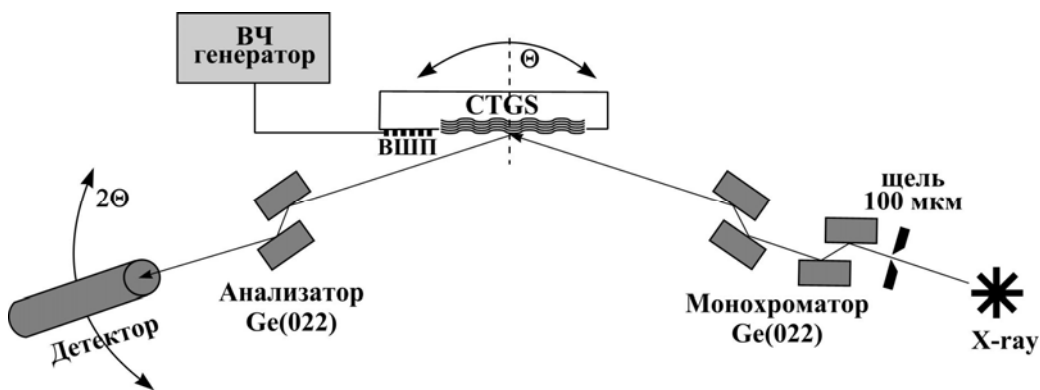 ВЧ
генератор
Θ
CTGS
ВШП
щель
100 мкм
2Θ
Анализатор
Ge(022)
Монохроматор
Ge(022)
X-ray
Детектор